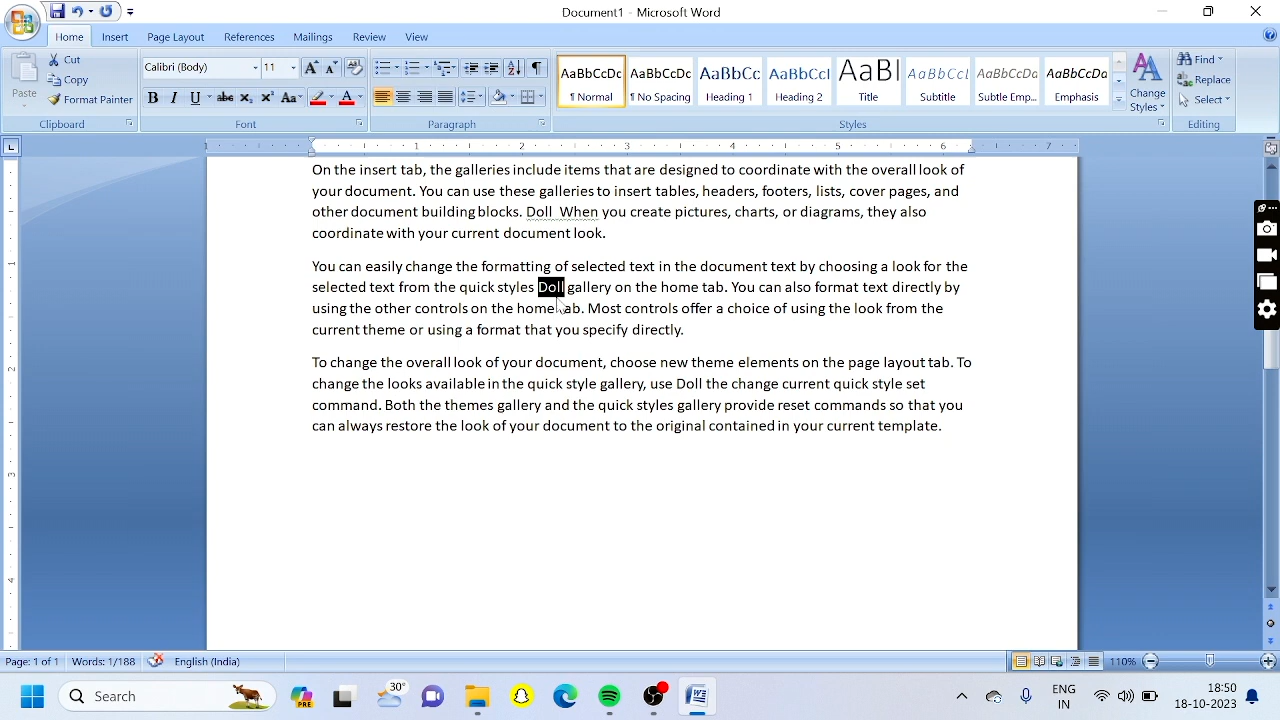 Document1 - Microsoft Word
Home Insert Page Layout References Mailings Review View
Paste
Cut
Copy
Format Painter
Clipboard
Calibri (Body) 11
Font
Paragraph
AaBbCcDc AaBbCcDc AaBbCc AaBbCcI AaBl AaBbCcL AaBbCcDa AaBbCcDa
¶ Normal ¶ No Spacing Heading 1 Heading 2 Title Subtitle Subtle Emp... Emphasis
Change Styles
Styles
Find
Replace
Select
Editing
On the insert tab, the galleries include items that are designed to coordinate with the overall look of
your document. You can use these galleries to insert tables, headers, footers, lists, cover pages, and
other document building blocks. Doll When you create pictures, charts, or diagrams, they also
coordinate with your current document look.
You can easily change the formatting of selected text in the document text by choosing a look for the
selected text from the quick styles Doll gallery on the home tab. You can also format text directly by
using the other controls on the home tab. Most controls offer a choice of using the look from the
current theme or using a format that you specify directly.
To change the overall look of your document, choose new theme elements on the page layout tab. To
change the looks available in the quick style gallery, use Doll the change current quick style set
command. Both the themes gallery and the quick styles gallery provide reset commands so that you
can always restore the look of your document to the original contained in your current template.
Page: 1 of 1 Words: 1/188 English (India) 110%
Search 30° ENG IN 18:50 18-10-2023